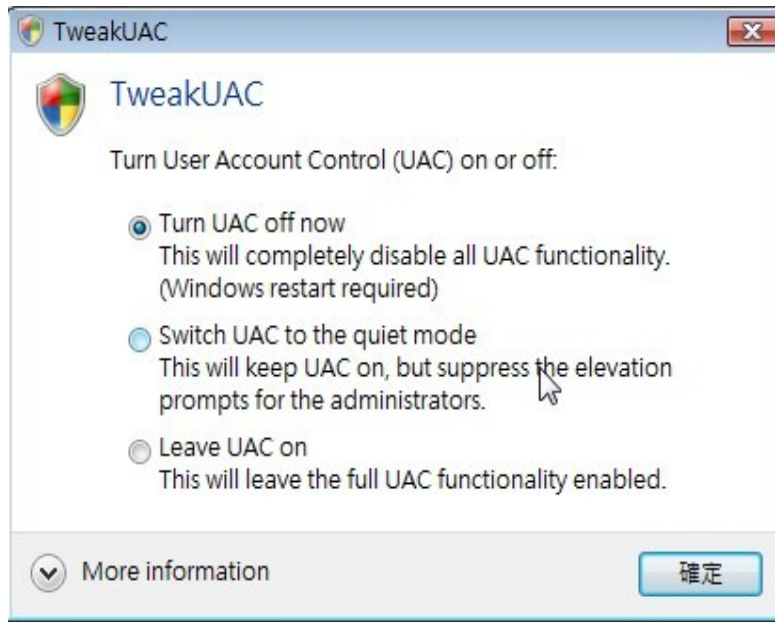 TweakUAC
TweakUAC
Turn User Account Control (UAC) on or off:
Turn UAC off now
This will completely disable all UAC functionality.
(Windows restart required)
Switch UAC to the quiet mode
This will keep UAC on, but suppress the elevation
prompts for the administrators.
Leave UAC on
This will leave the full UAC functionality enabled.
More information
確定